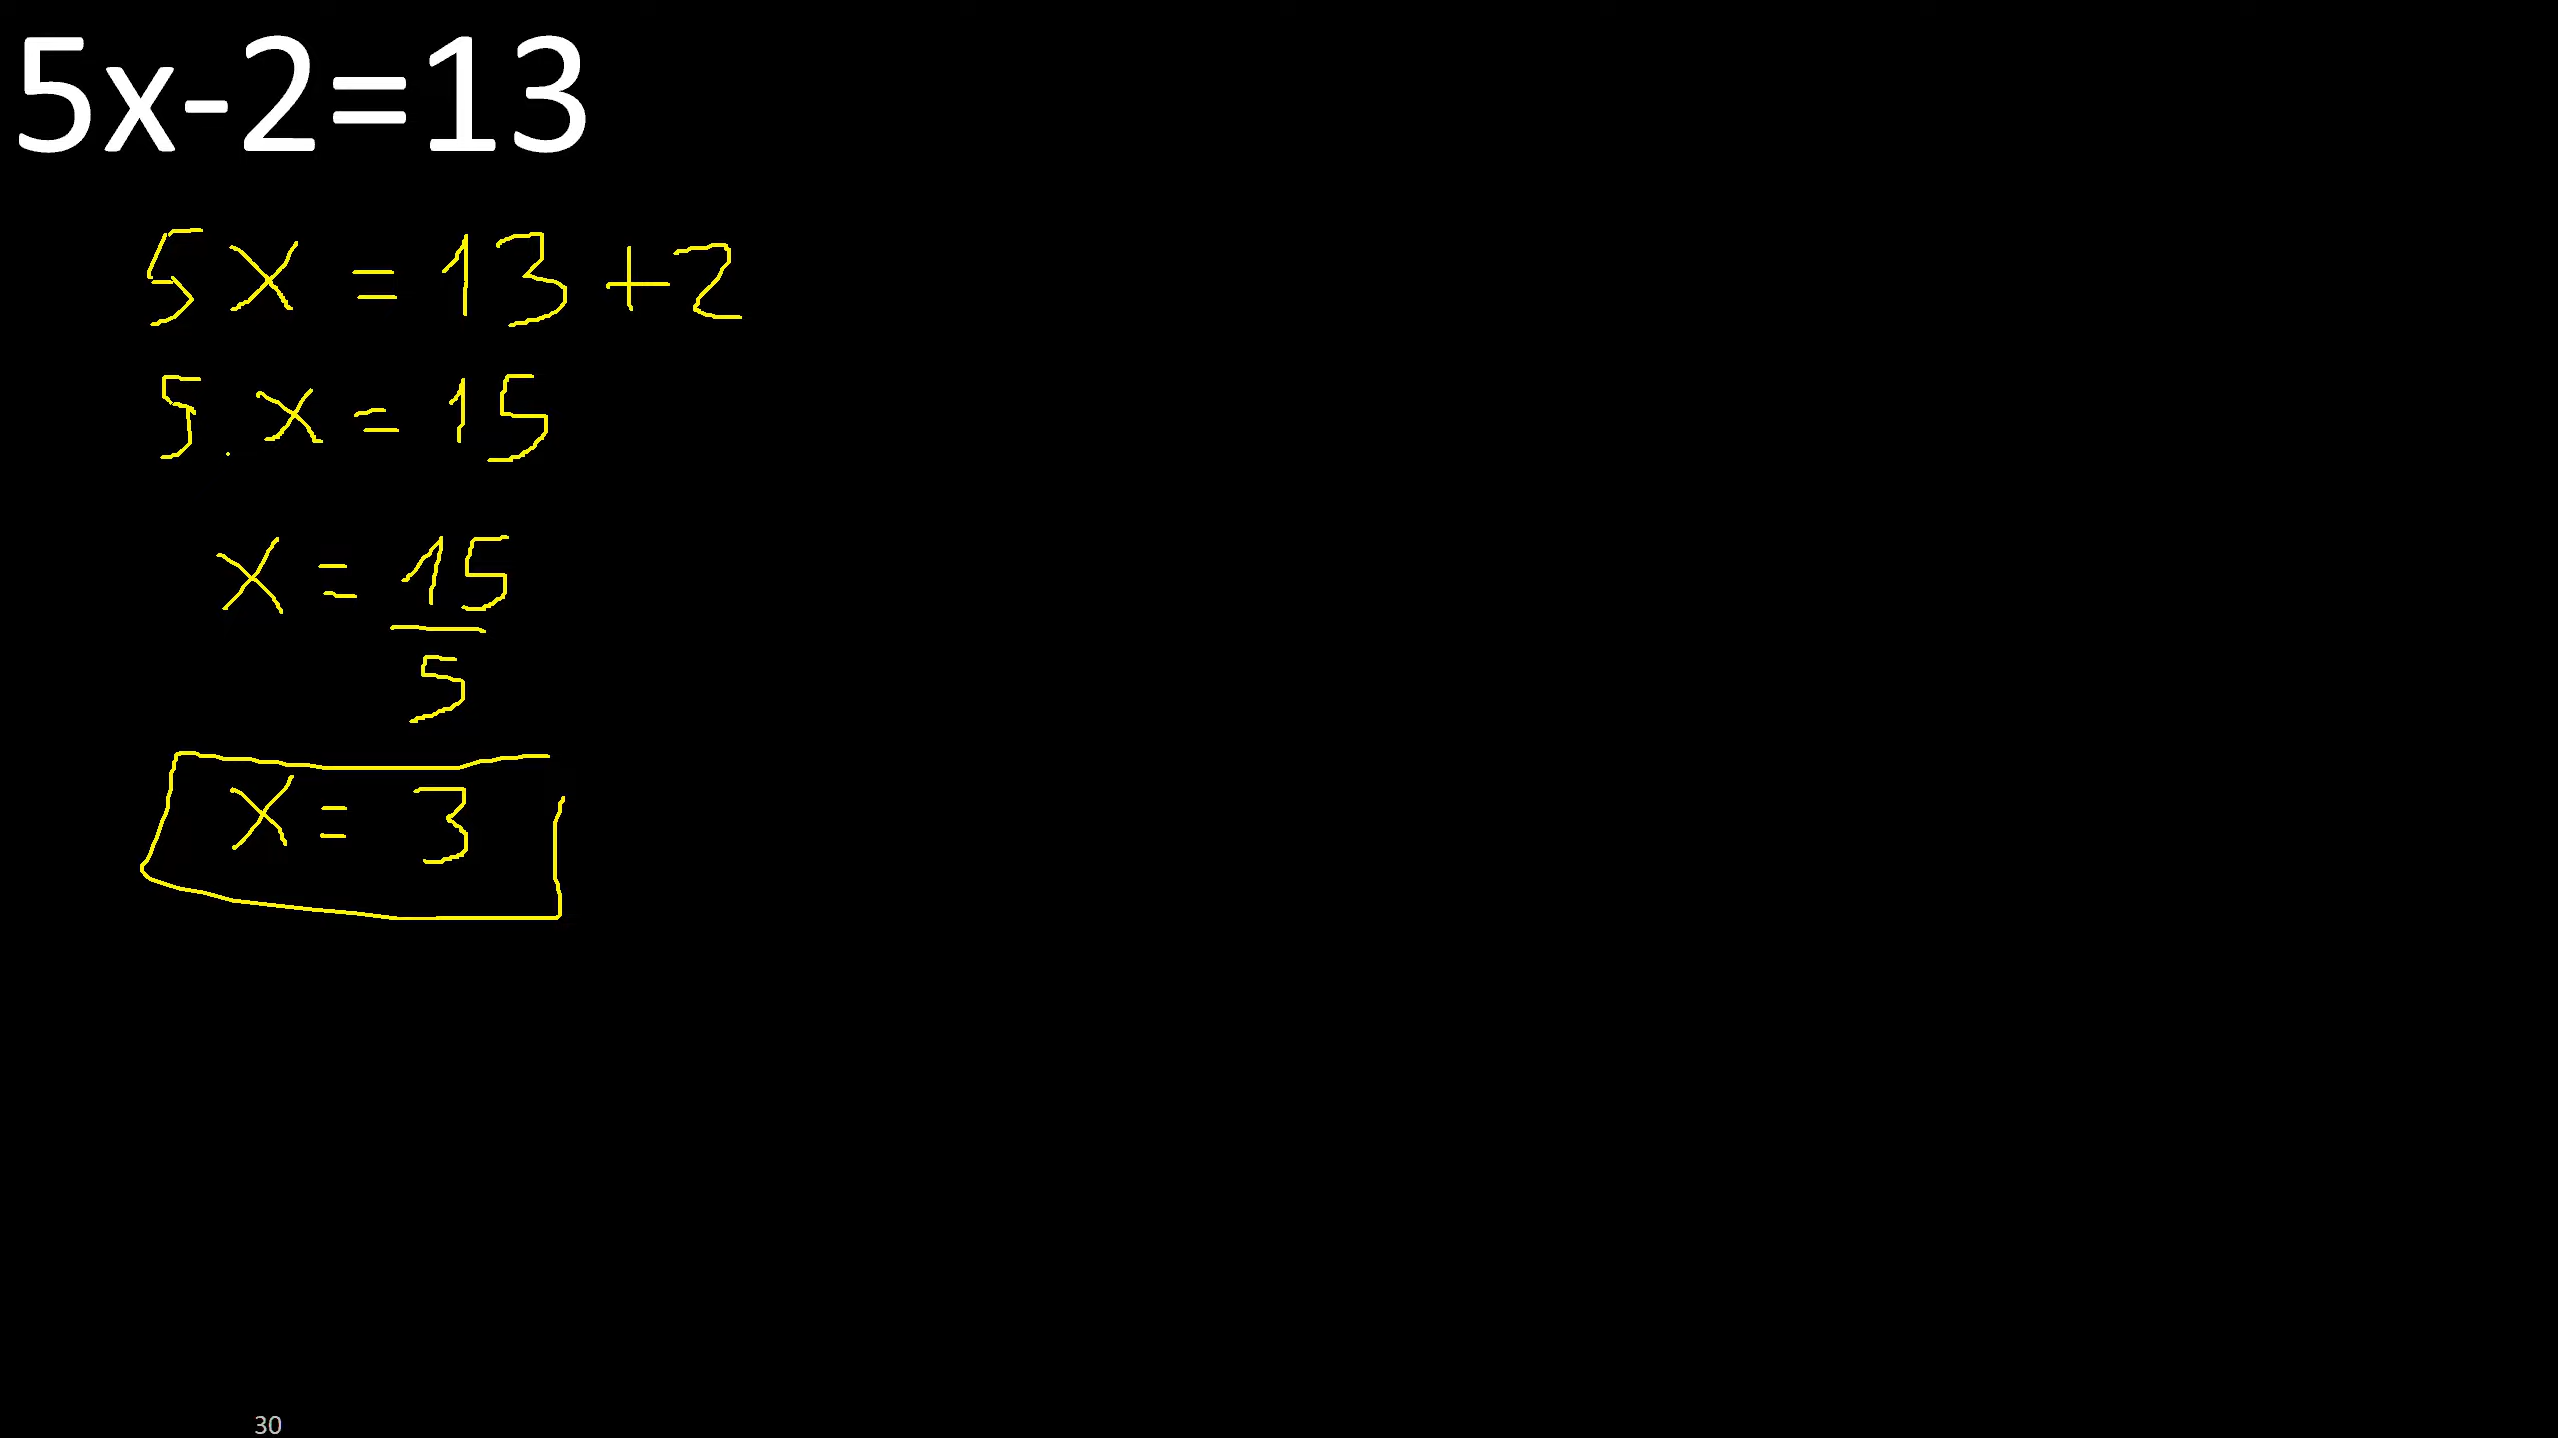 5x-2=13
5x = 13 + 2
5 . x = 15
x = 15
5
x = 3
30